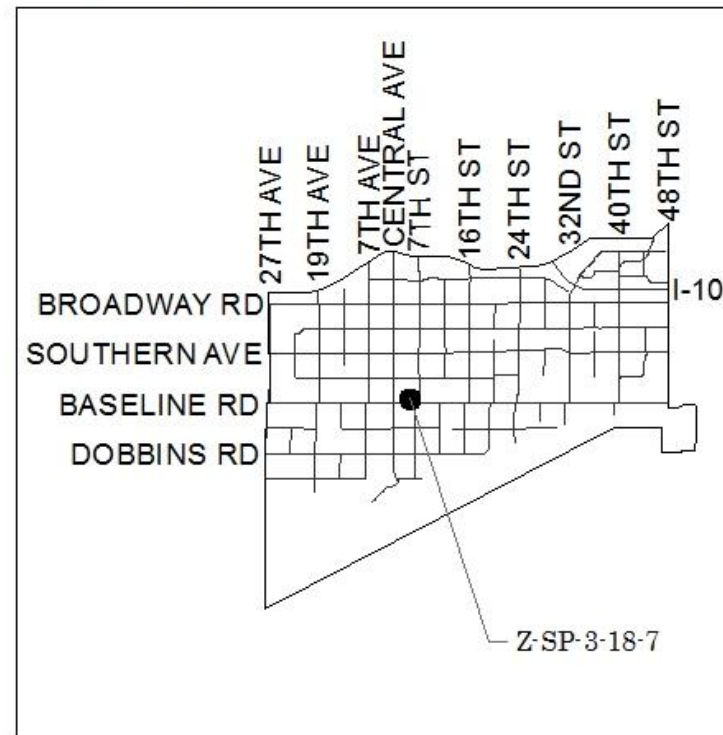 27TH AVE
19TH AVE
7TH AVE
CENTRAL AVE
7TH ST
16TH ST
24TH ST
32ND ST
40TH ST
48TH ST
I-10
BROADWAY RD
SOUTHERN AVE
BASELINE RD
DOBBINS RD
Z-SP-3-18-7